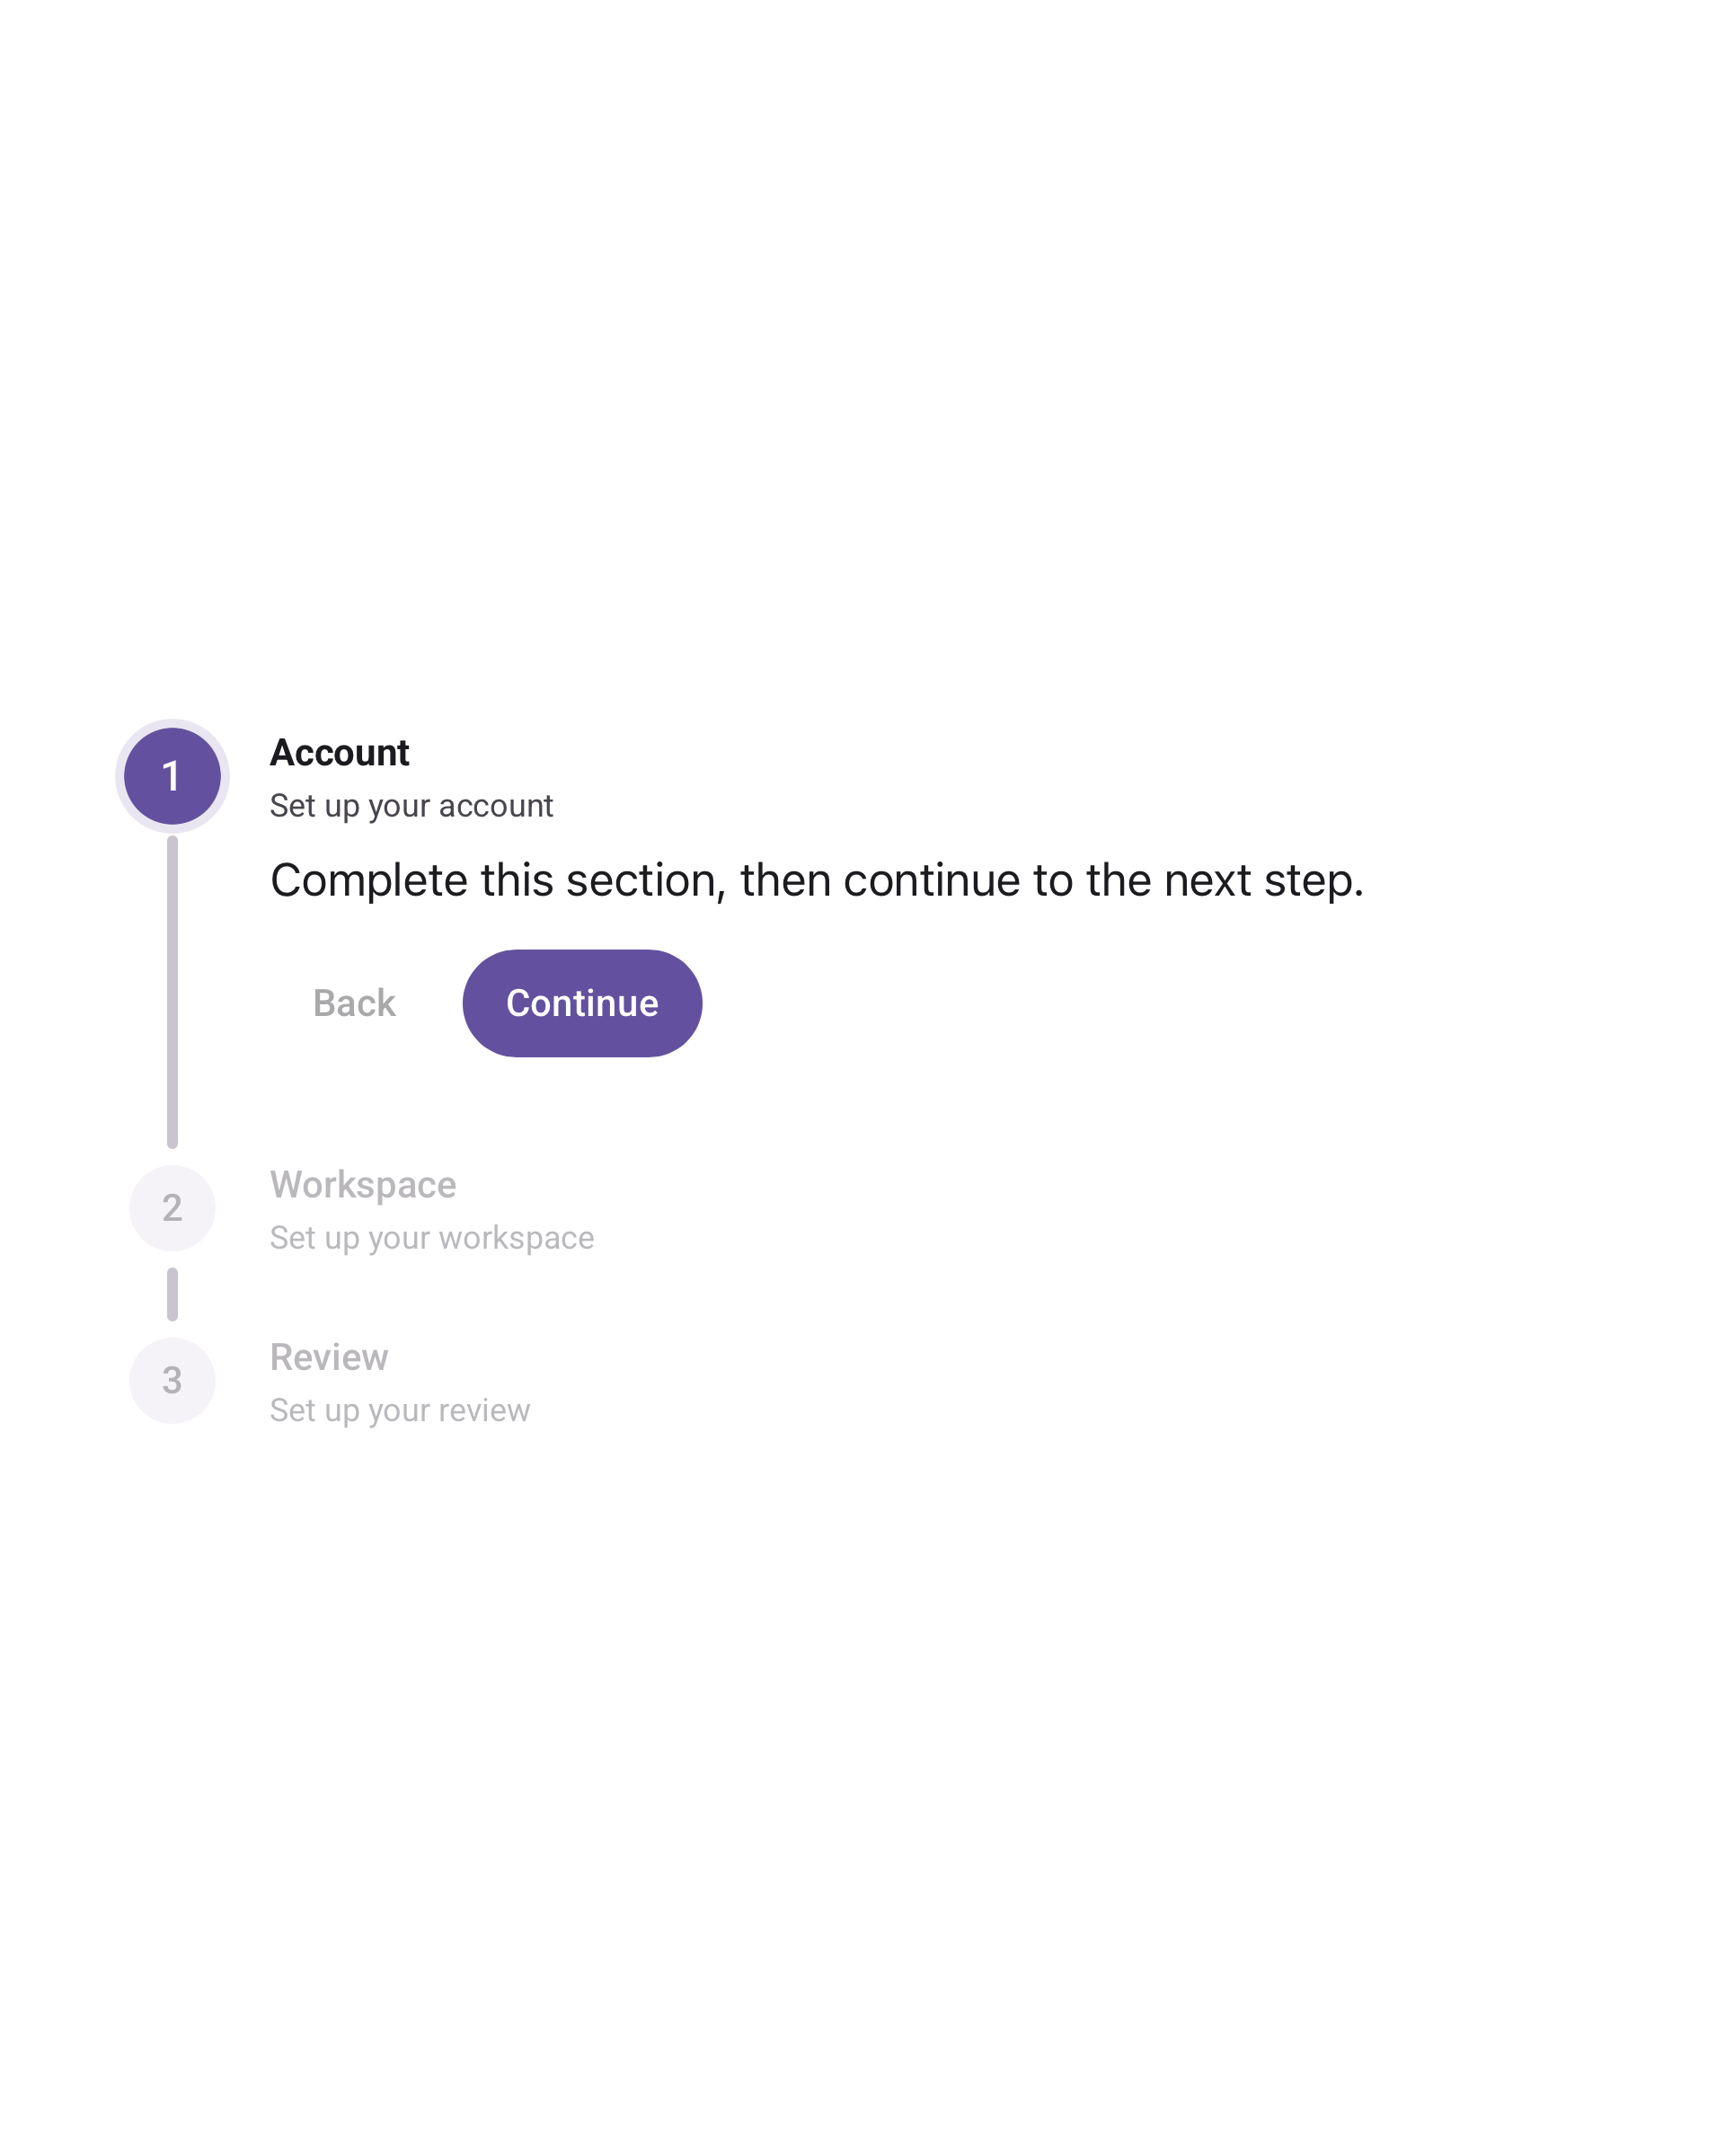 1
Account
Set up your account
Complete this section, then continue to the next step.
Back
Continue
2
Workspace
Set up your workspace
3
Review
Set up your review